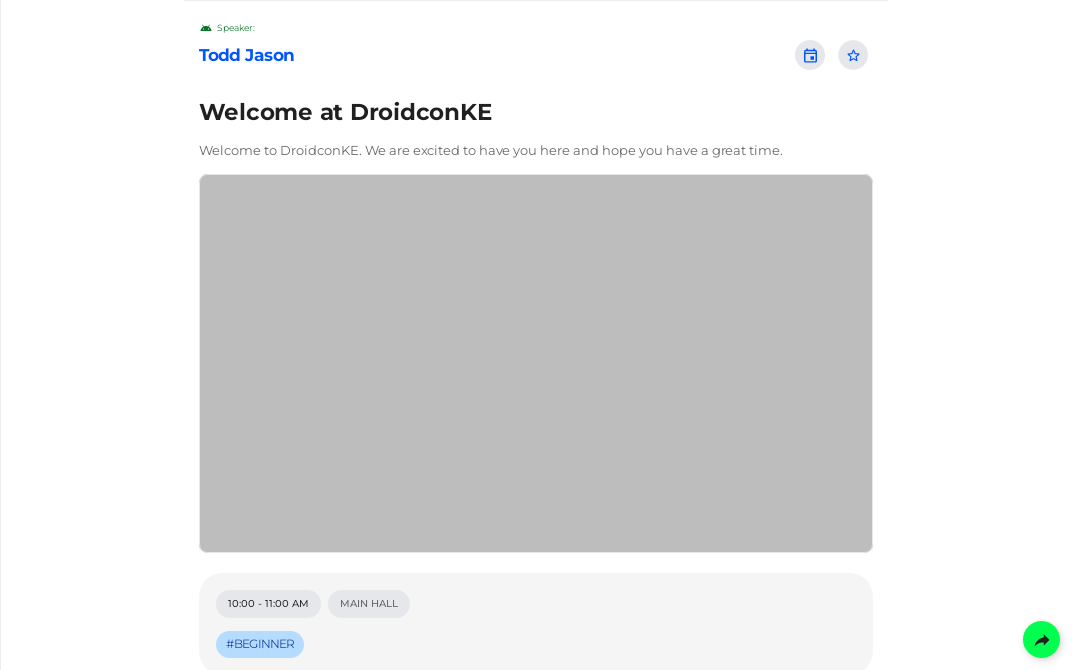 Speaker:
Todd Jason
Welcome at DroidconKE
Welcome to DroidconKE. We are excited to have you here and hope you have a great time.
10:00 - 11:00 AM
MAIN HALL
#BEGINNER